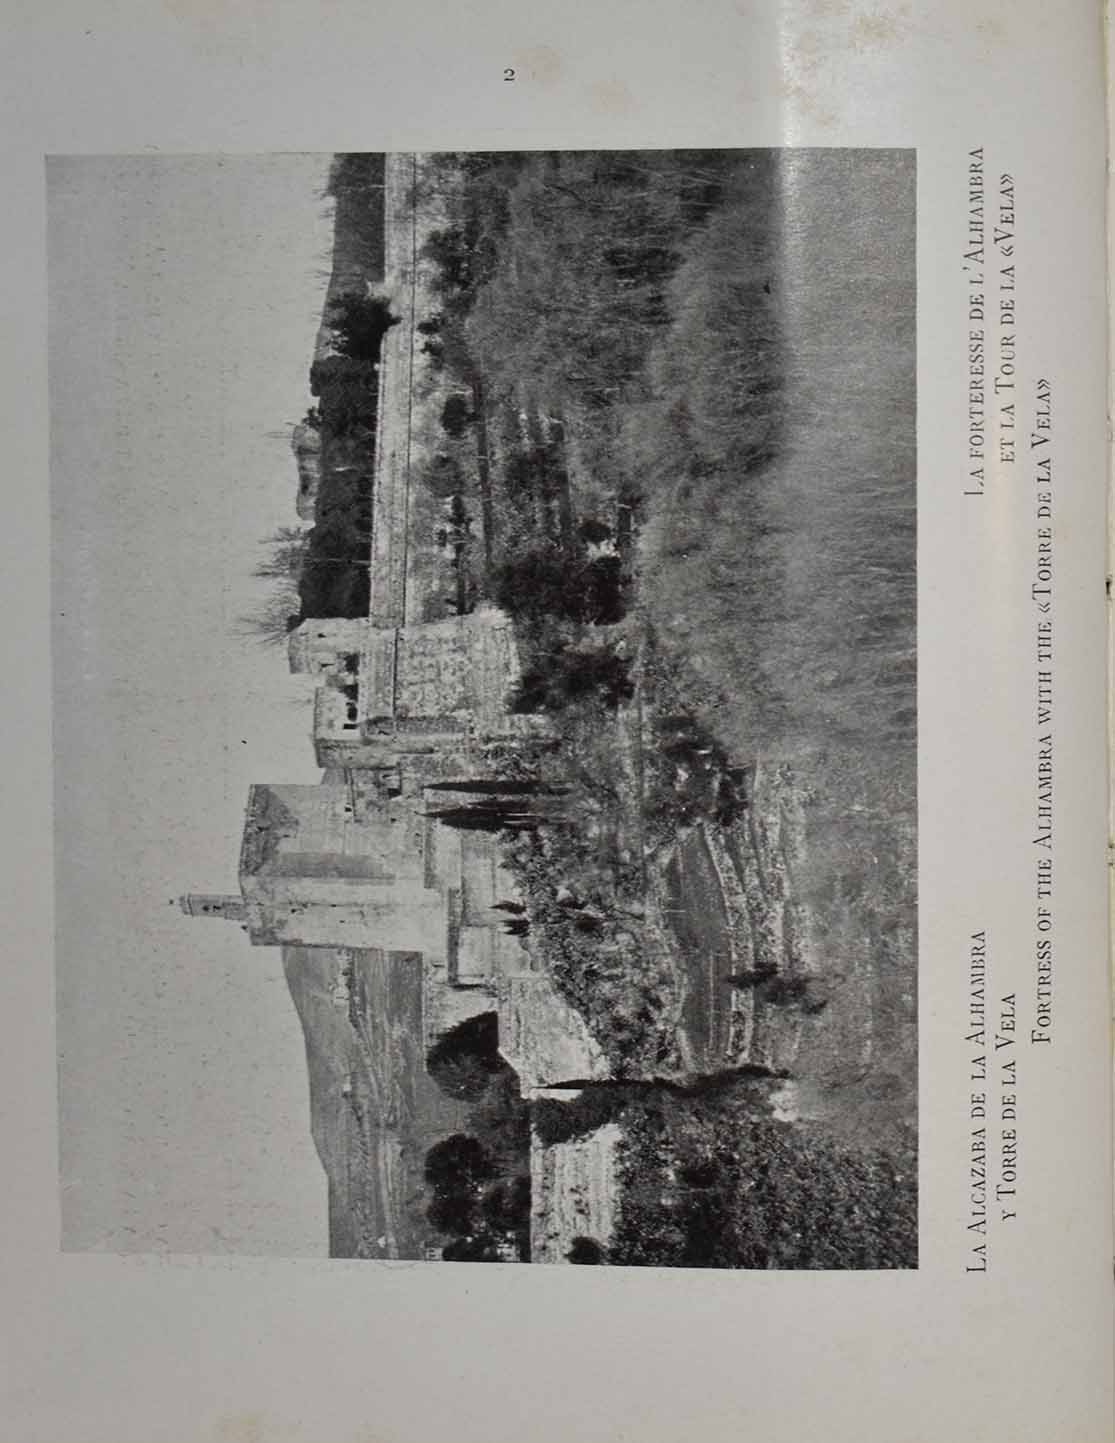 2
La Alcazaba de la Alhambra
y Torre de la Vela
La forteresse de l'Alhambra
et la Tour de la «Vela»
Fortress of the Alhambra with the «Torre de la Vela»